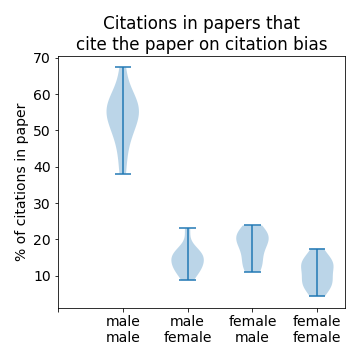 Citations in papers that
cite the paper on citation bias
% of citations in paper
70
60
50
40
30
20
10
male male female female
male female male female